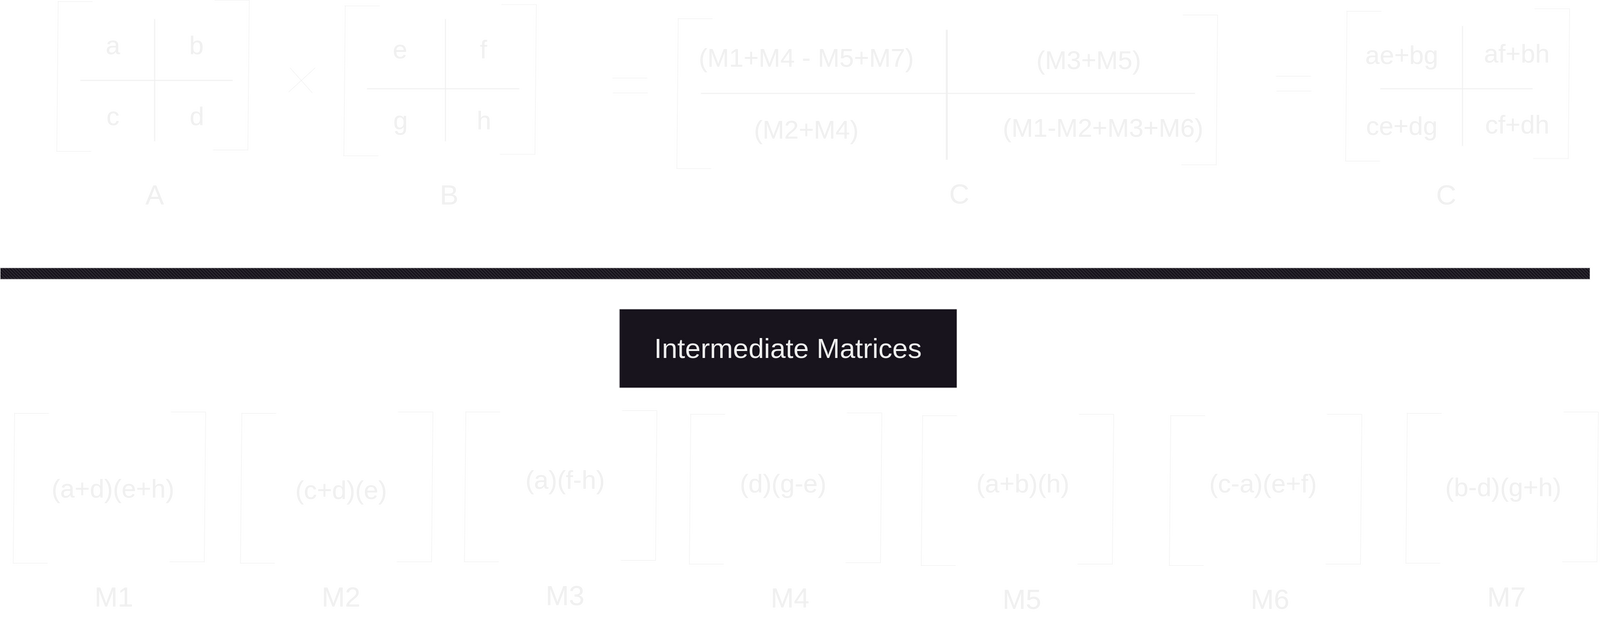 a b e f (M1+M4 - M5+M7) (M3+M5) ae+bg af+bh
× = =
c d g h (M2+M4) (M1-M2+M3+M6) ce+dg cf+dh
A B C C
Intermediate Matrices
(a+d)(e+h) (c+d)(e) (a)(f-h) (d)(g-e) (a+b)(h) (c-a)(e+f) (b-d)(g+h)
M1 M2 M3 M4 M5 M6 M7